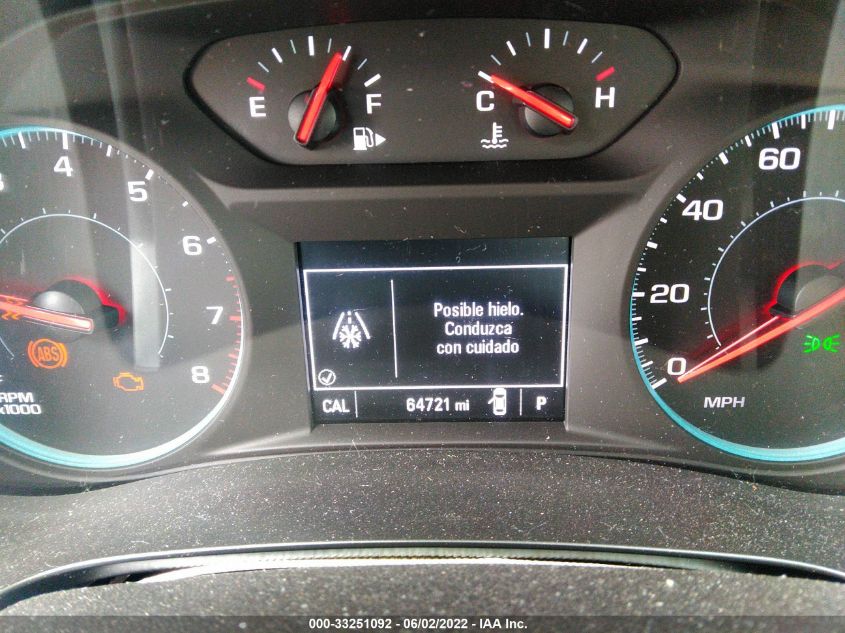 E F
C H
3 4 5 6 7 8
ABS
RPM
x1000
Posible hielo.
Conduzca
con cuidado
CAL 64721 mi P
60
40
20
0
MPH
000-33251092 - 06/02/2022 - IAA Inc.